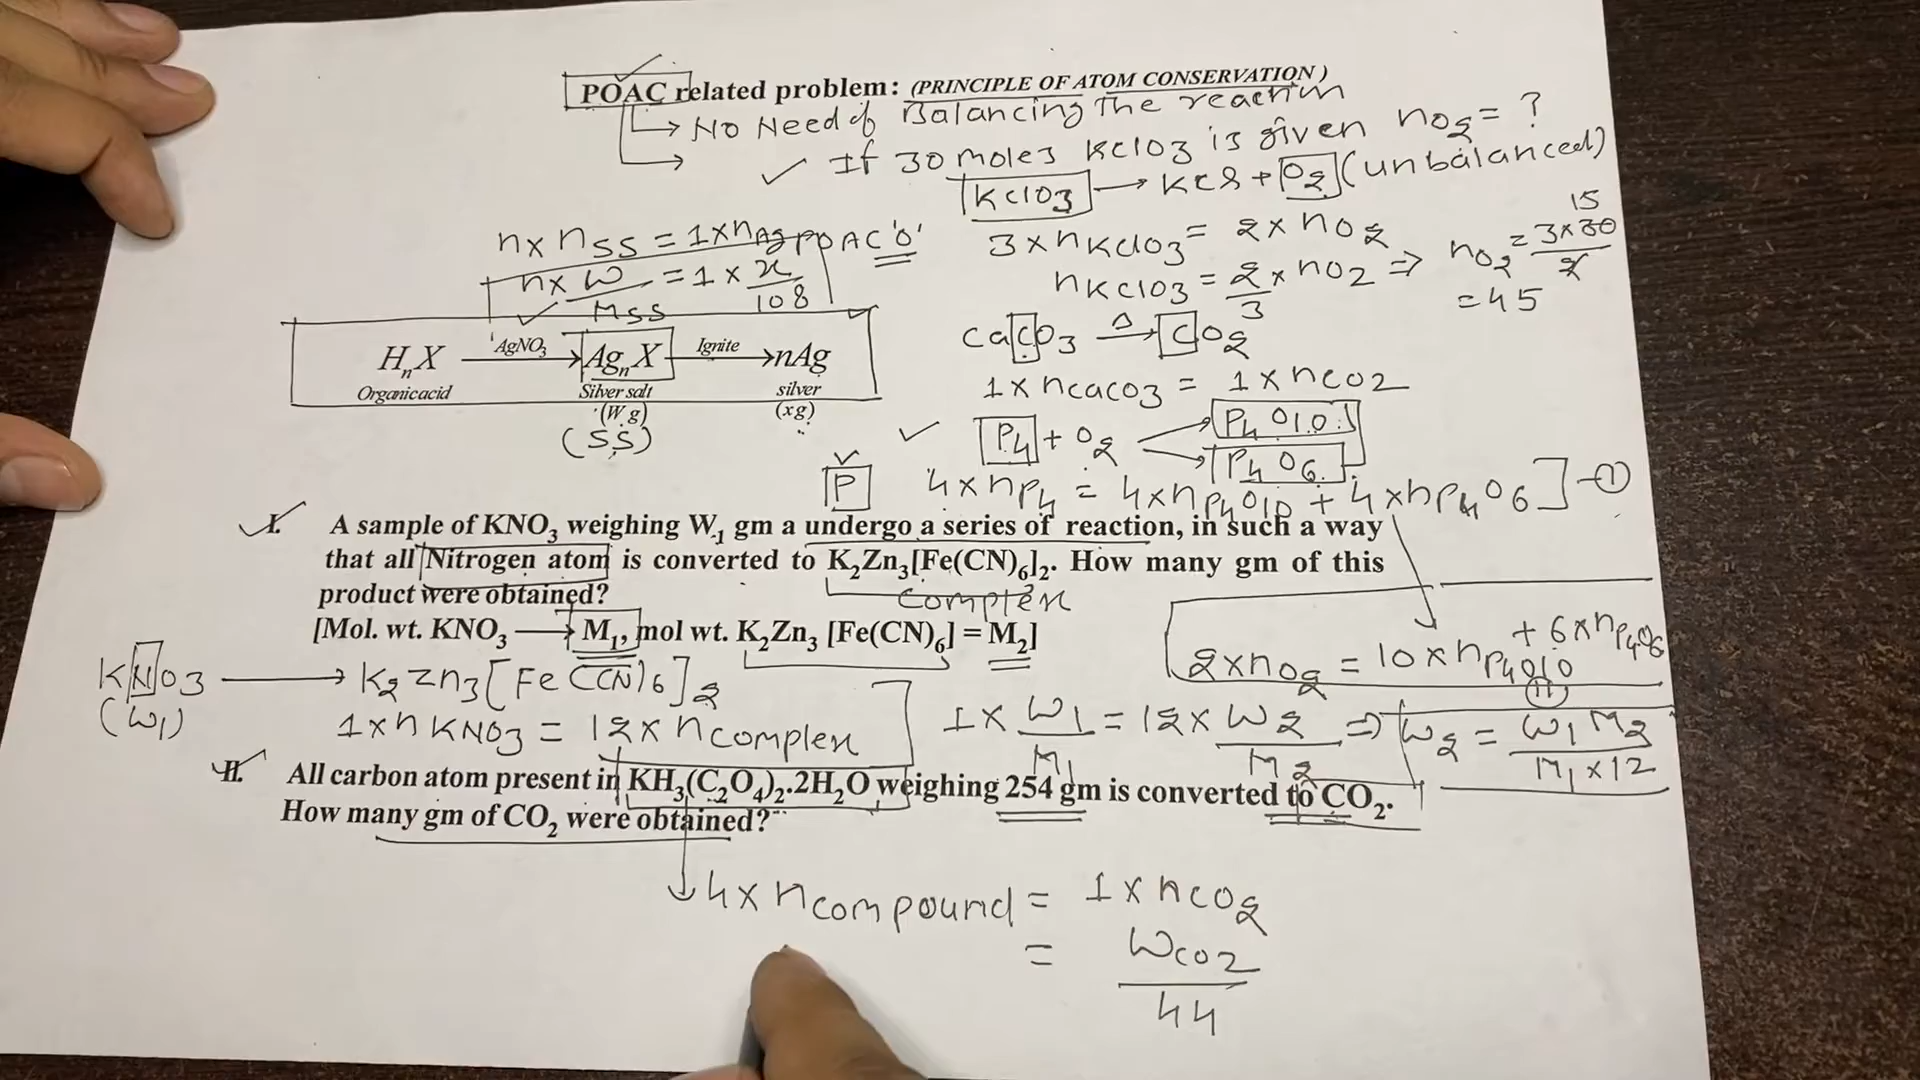 POAC related problem: (PRINCIPLE OF ATOM CONSERVATION)
→ No Need of Balancing the reaction
→
✓ If 30 moles KClO3 is given nO2 = ?
KClO3 → KCl + O2 (unbalanced)
n x nSS = 1 x nAg POAC 'O'
3 x nKClO3 = 2 x nO2
n x W/MSS = 1 x x/108
nKClO3 = 2/3 x nO2 ⇒ nO2 = 3 x 30/2
15
= 45
HnX —AgNO3→ AgnX —Ignite→ nAg
Organic acid Silver salt silver
(W g) (xg)
(SS)
CaCO3 —Δ→ CO2
1 x nCaCO3 = 1 x nCO2
P4 + O2 → P4O10
→ P4O6
P 4 x nP4 = 4 x nP4O10 + 4 x nP4O6 ] - ①
I. A sample of KNO3 weighing W1 gm a undergo a series of reaction, in such a way
that all Nitrogen atom is converted to K2Zn3[Fe(CN)6]2. How many gm of this
product were obtained?
complex
[Mol. wt. KNO3 → M1, mol wt. K2Zn3 [Fe(CN)6] = M2]
2 x nO2 = 10 x nP4O10 + 6 x nP4O6
II
KNO3 → K2Zn3[Fe(CN)6]2
(W1)
1 x nKNO3 = 12 x ncomplex
1 x W1/M1 = 12 x W2/M2 ⇒ W2 = W1M2/M1 x 12
II. All carbon atom present in KH3(C2O4)2.2H2O weighing 254 gm is converted to CO2.
How many gm of CO2 were obtained?
↓ 4 x ncompound = 1 x nCO2
= WCO2/44